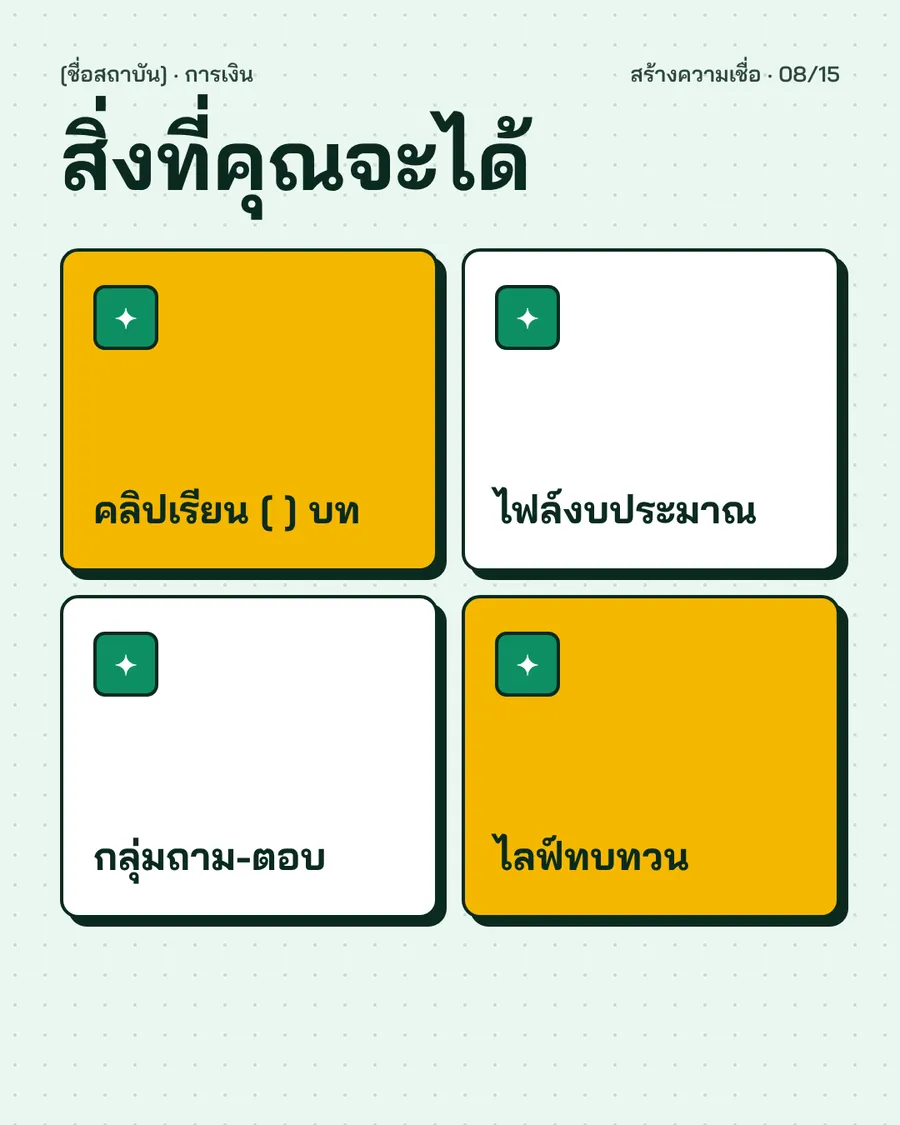 [ชื่อสถาบัน] · การเงิน
สร้างความเชื่อ · 08/15
สิ่งที่คุณจะได้
คลิปเรียน [ ] บท
ไฟล์งบประมาณ
กลุ่มถาม-ตอบ
ไลฟ์ทบทวน